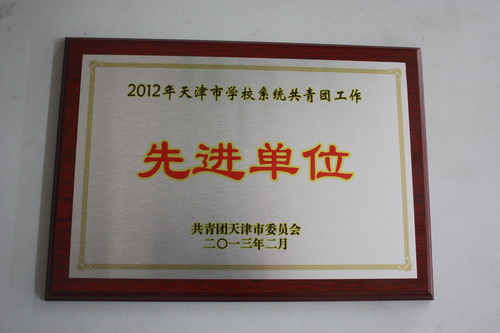 2012年天津市学校系统共青团工作
先进单位
共青团天津市委员会
二〇一三年二月